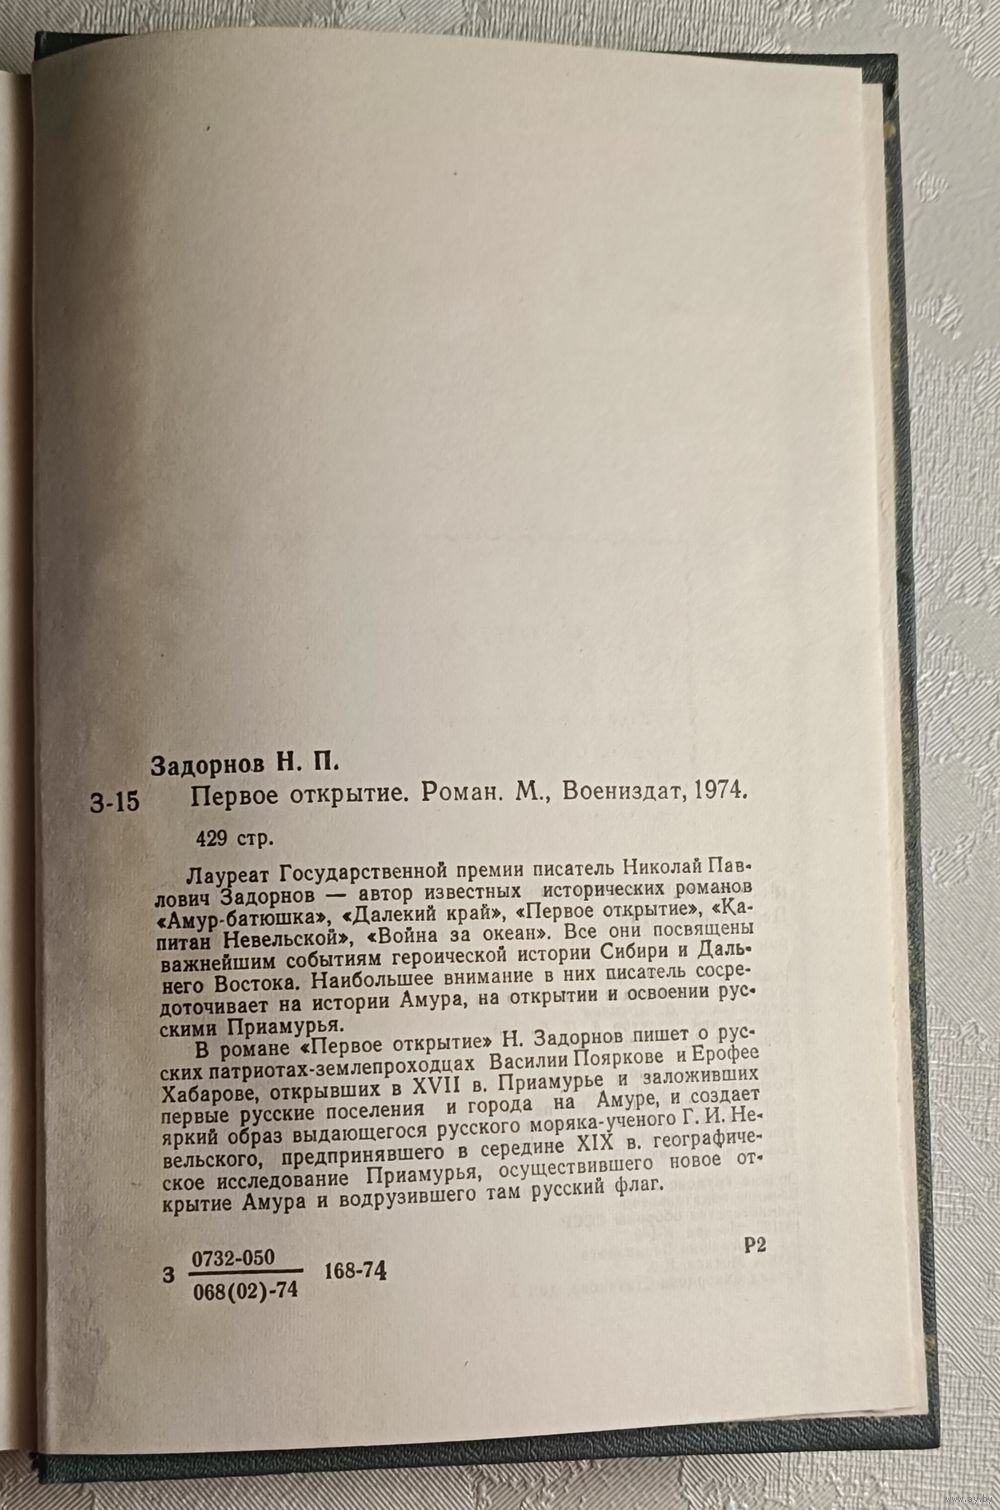 Задорнов Н. П.
З-15 Первое открытие. Роман. М., Воениздат, 1974.
429 стр.
Лауреат Государственной премии писатель Николай Пав-
лович Задорнов — автор известных исторических романов
«Амур-батюшка», «Далекий край», «Первое открытие», «Ка-
питан Невельской», «Война за океан». Все они посвящены
важнейшим событиям героической истории Сибири и Даль-
него Востока. Наибольшее внимание в них писатель сосре-
доточивает на истории Амура, на открытии и освоении рус-
скими Приамурья.
В романе «Первое открытие» Н. Задорнов пишет о рус-
ских патриотах-землепроходцах Василии Пояркове и Ерофее
Хабарове, открывших в XVII в. Приамурье и заложивших
первые русские поселения и города на Амуре, и создает
яркий образ выдающегося русского моряка-ученого Г. И. Не-
вельского, предпринявшего в середине XIX в. географиче-
ское исследование Приамурья, осуществившего новое от-
крытие Амура и водрузившего там русский флаг.
З 0732-050 168-74 Р2
068(02)-74
www.ay.by